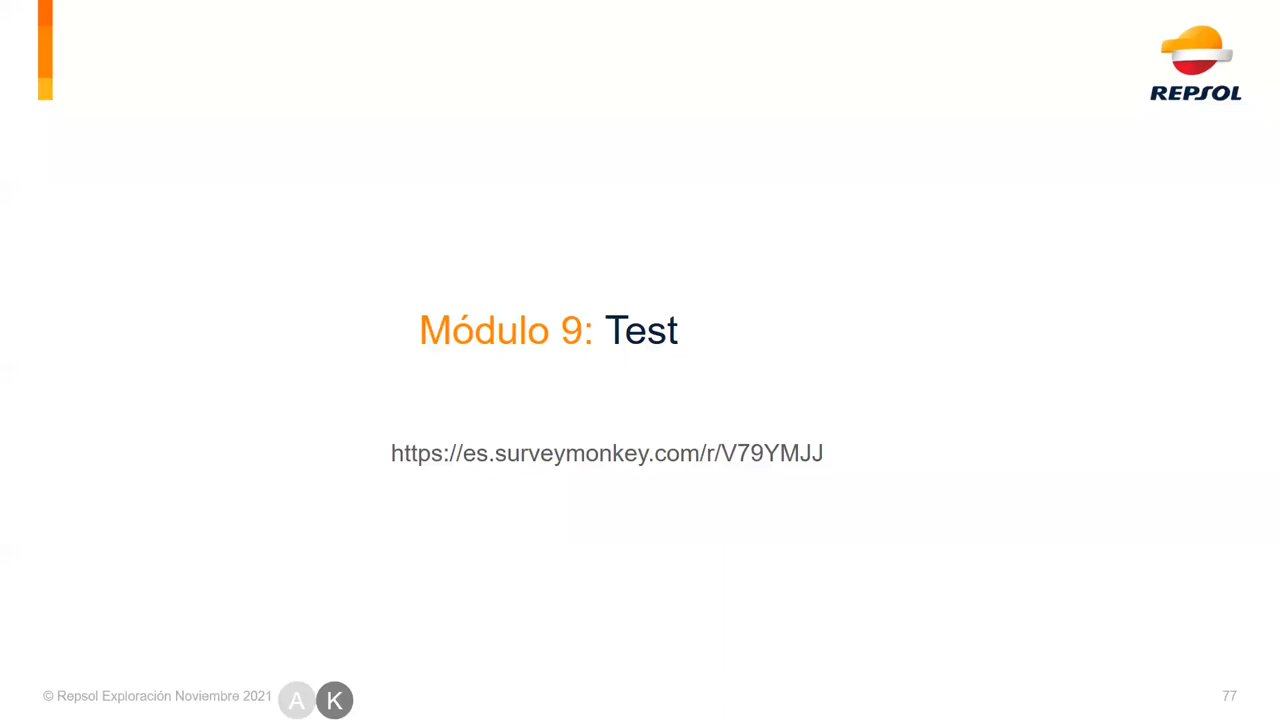 REPSOL
Módulo 9: Test
https://es.surveymonkey.com/r/V79YMJJ
© Repsol Exploración Noviembre 2021
A K
77